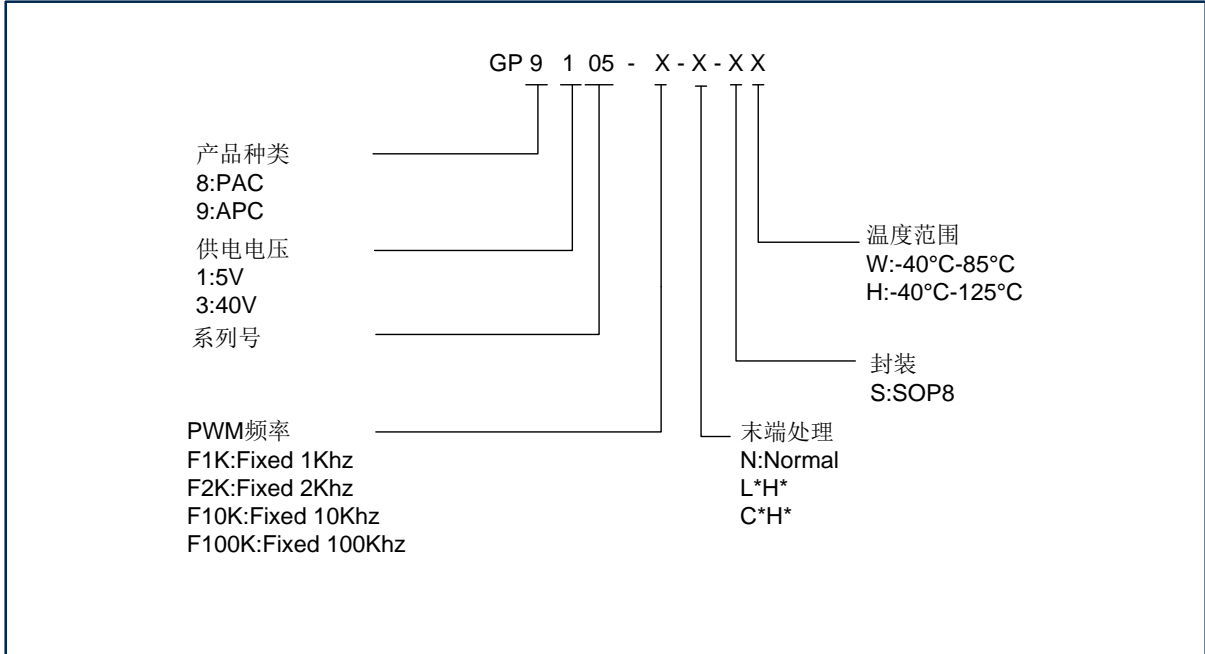 GP 9 1 05 - X - X - X X
产品种类
8:PAC
9:APC
供电电压
1:5V
3:40V
系列号
PWM频率
F1K:Fixed 1Khz
F2K:Fixed 2Khz
F10K:Fixed 10Khz
F100K:Fixed 100Khz
温度范围
W:-40°C-85°C
H:-40°C-125°C
封装
S:SOP8
末端处理
N:Normal
L*H*
C*H*